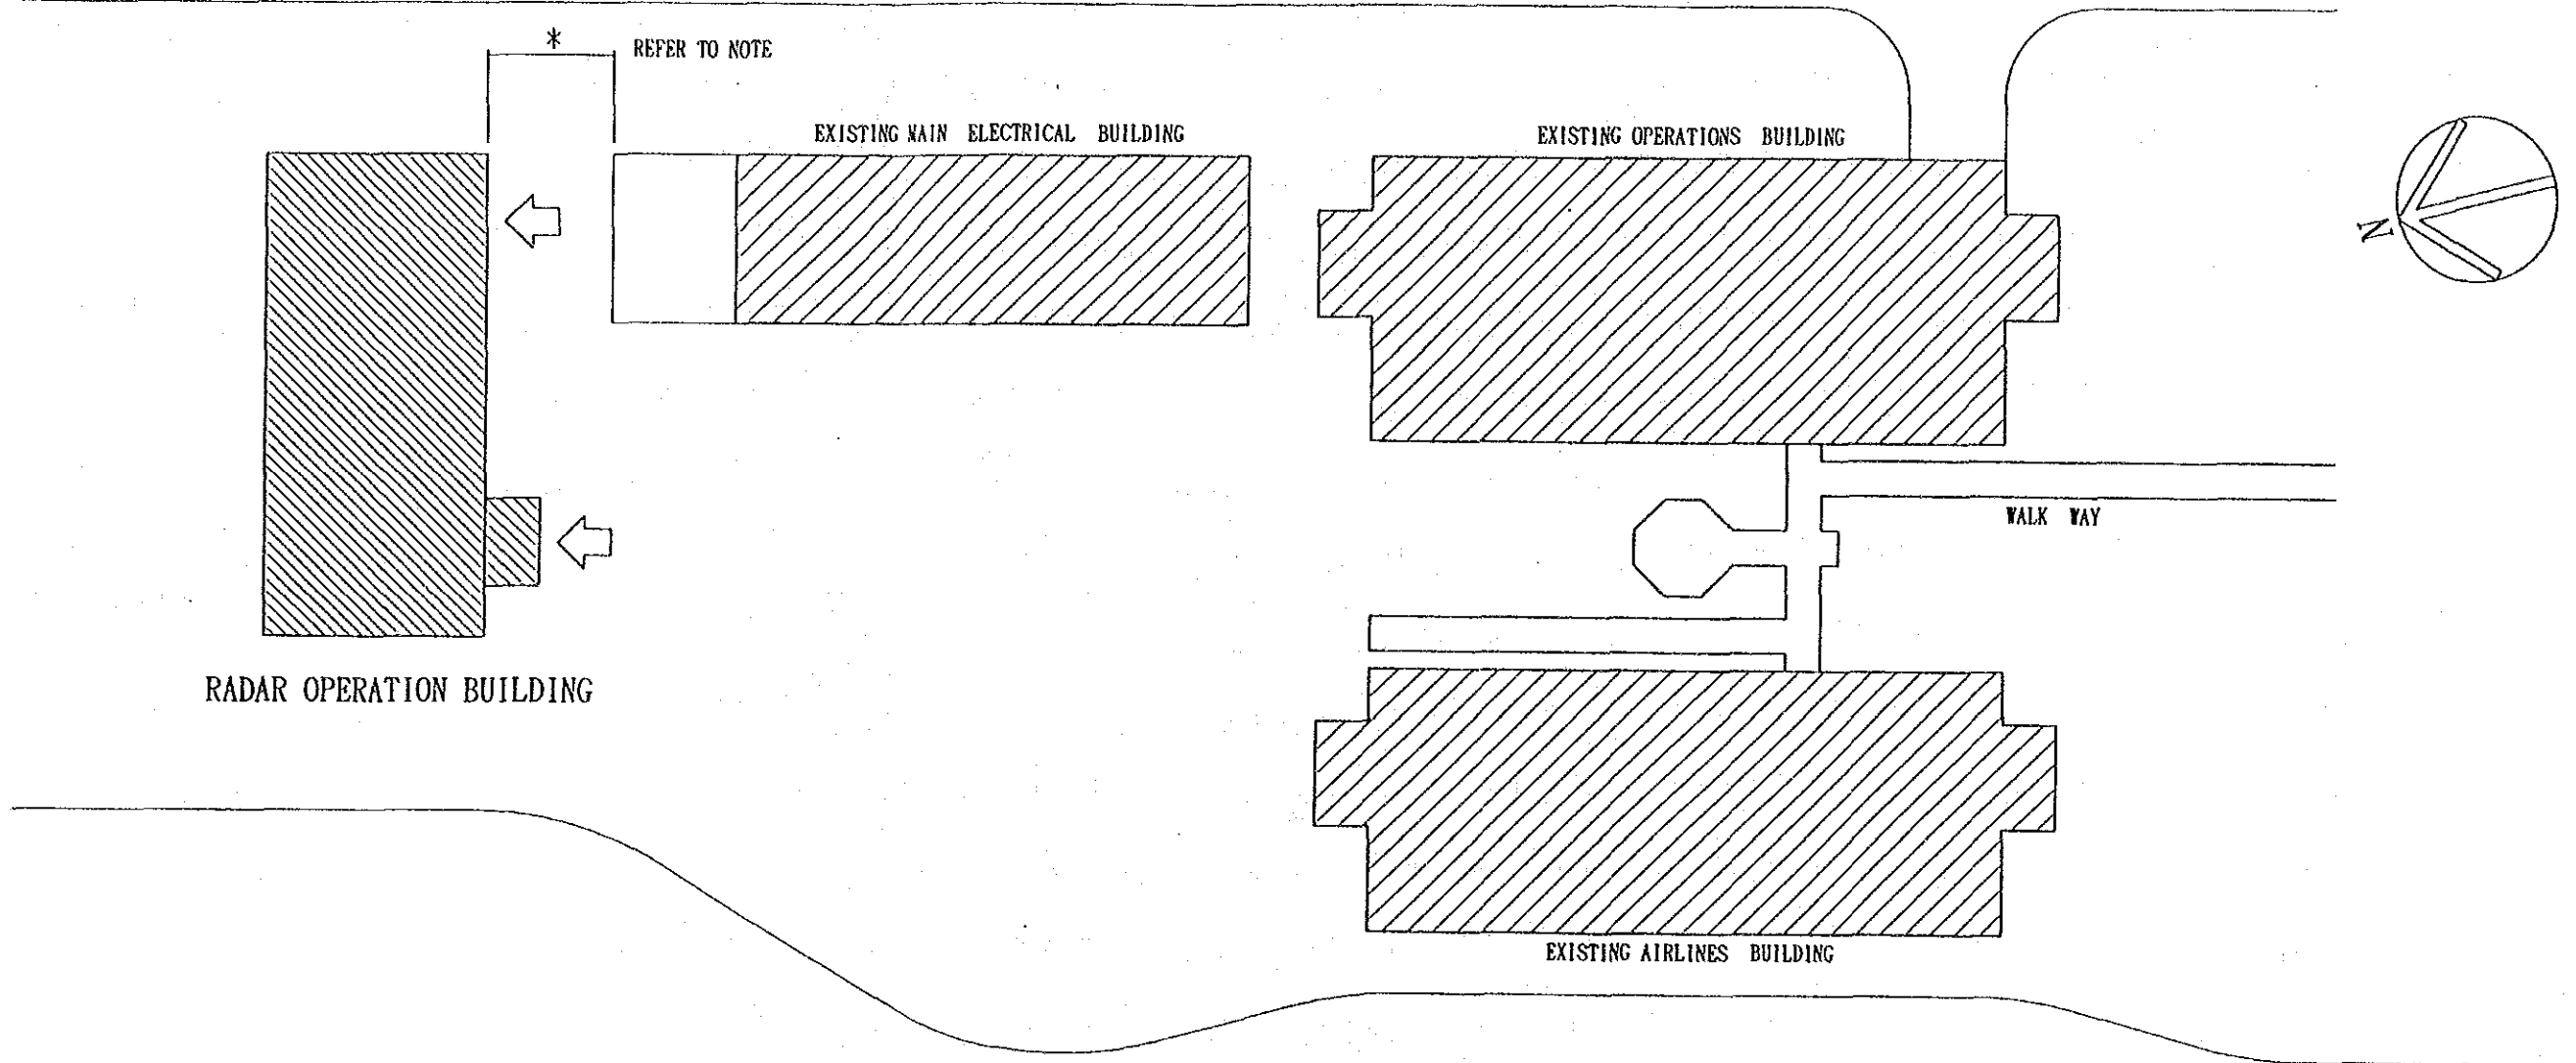 *
REFER TO NOTE
EXISTING MAIN ELECTRICAL BUILDING
EXISTING OPERATIONS BUILDING
N
WALK WAY
RADAR OPERATION BUILDING
EXISTING AIRLINES BUILDING